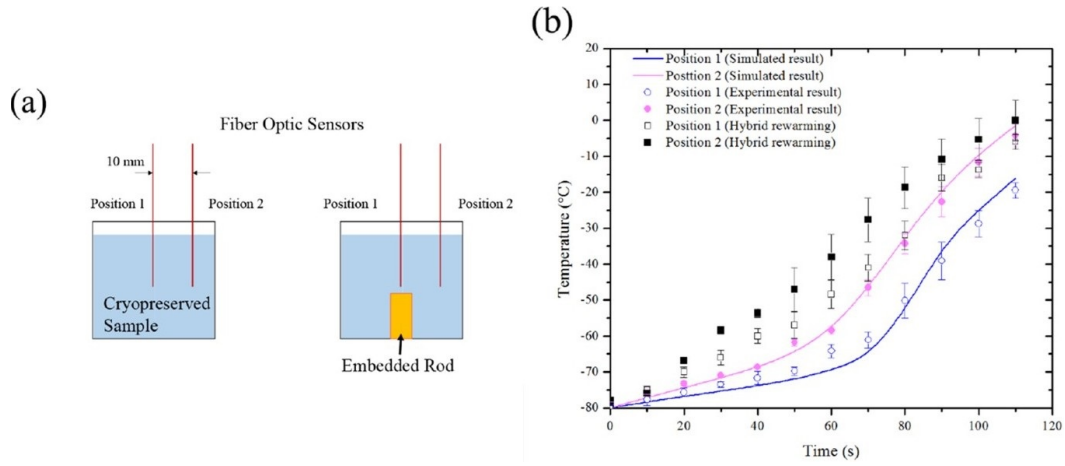 (a)
Fiber Optic Sensors
10 mm
Position 1
Position 2
Position 1
Position 2
Cryopreserved
Sample
Embedded Rod
(b)
20
10
0
-10
-20
-30
-40
-50
-60
-70
-80
Temperature (°C)
Position 1 (Simulated result)
Posttion 2 (Simulated result)
Position 1 (Experimental result)
Position 2 (Experimental result)
Position 1 (Hybrid rewarming)
Position 2 (Hybrid rewarming)
0 20 40 60 80 100 120
Time (s)